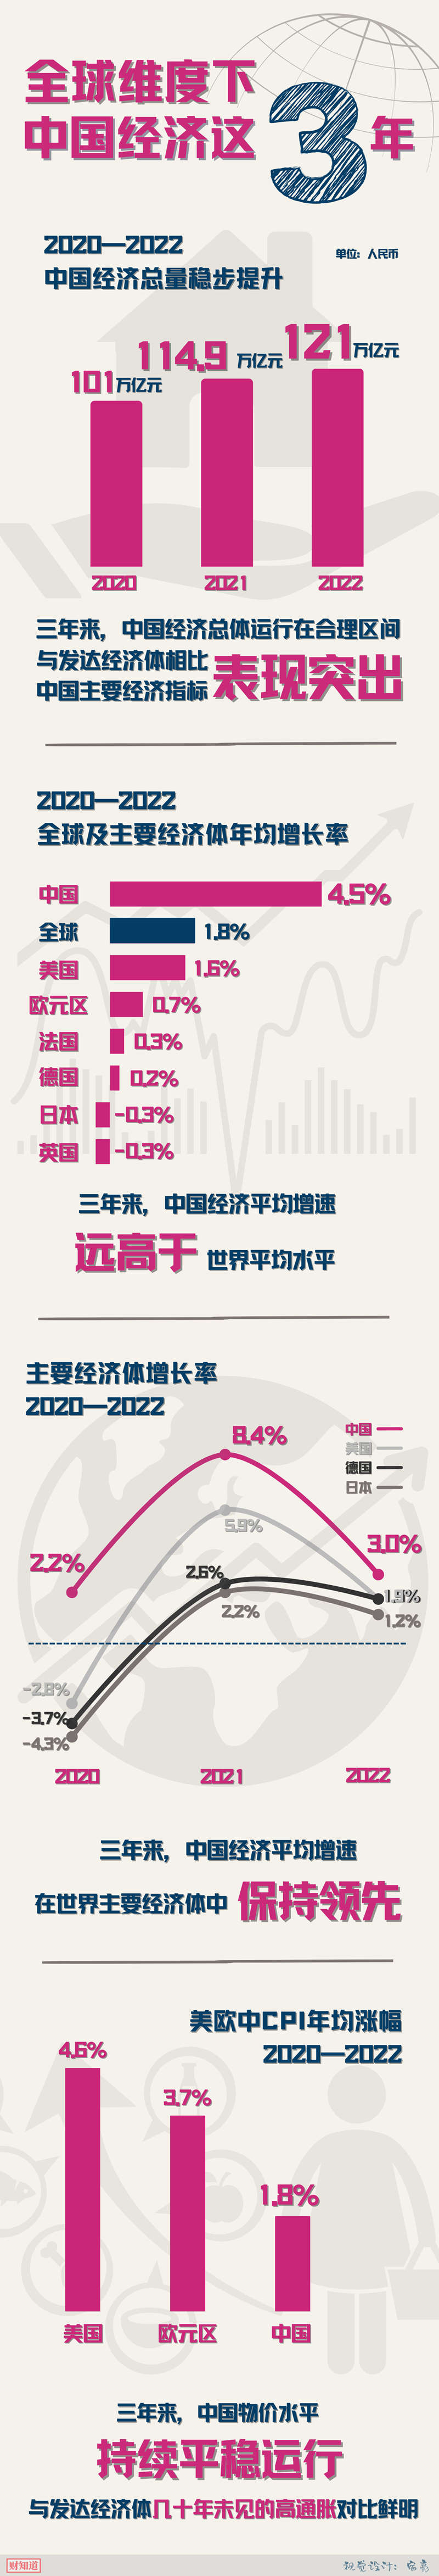 全球维度下
中国经济这3年
2020—2022
中国经济总量稳步提升
单位：人民币
101万亿元
114.9万亿元
121万亿元
2020 2021 2022
三年来，中国经济总体运行在合理区间
与发达经济体相比
中国主要经济指标表现突出
2020—2022
全球及主要经济体年均增长率
中国 4.5%
全球 1.8%
美国 1.6%
欧元区 0.7%
法国 0.3%
德国 0.2%
日本 -0.3%
英国 -0.3%
三年来，中国经济平均增速
远高于世界平均水平
主要经济体增长率
2020—2022
中国
美国
德国
日本
8.4%
5.9%
2.2%
3.0%
2.6%
2.2%
1.9%
1.2%
-2.8%
-3.7%
-4.3%
2020 2021 2022
三年来，中国经济平均增速
在世界主要经济体中保持领先
美欧中CPI年均涨幅
2020—2022
4.6%
3.7%
1.8%
美国 欧元区 中国
三年来，中国物价水平
持续平稳运行
与发达经济体几十年未见的高通胀对比鲜明
财知道
视觉设计：